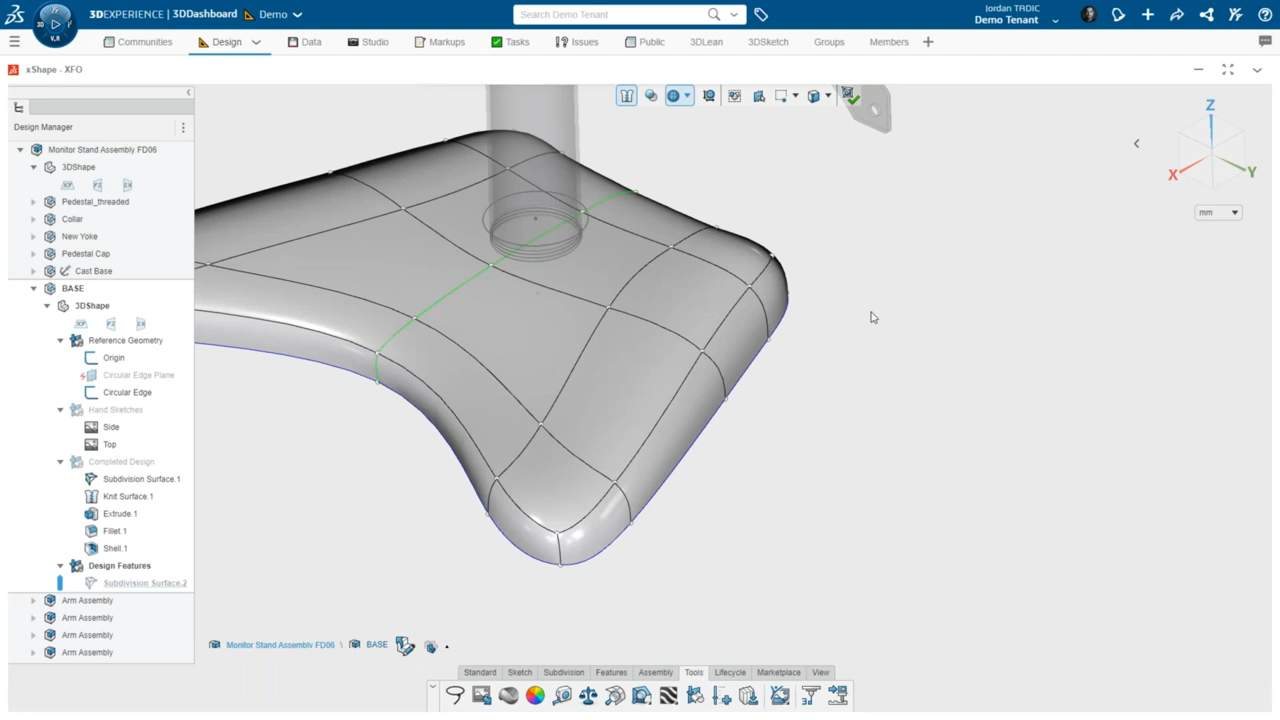 3DEXPERIENCE | 3DDashboard Demo
Search Demo Tenant
Jordan TRDIC
Demo Tenant
3D
V.R
Communities
Design
Data
Studio
Markups
Tasks
Issues
Public
3DLean
3DSketch
Groups
Members
xShape - XFO
Design Manager
Monitor Stand Assembly FD06
3DShape
Pedestal_threaded
Collar
New Yoke
Pedestal Cap
Cast Base
BASE
3DShape
Reference Geometry
Origin
Circular Edge Plane
Circular Edge
Hand Sketches
Side
Top
Completed Design
Subdivision Surface.1
Knit Surface.1
Extrude.1
Fillet.1
Shell.1
Design Features
Subdivision Surface.2
Arm Assembly
Arm Assembly
Arm Assembly
Arm Assembly
Z
X
Y
mm
Monitor Stand Assembly FD06 \ BASE
Standard
Sketch
Subdivision
Features
Assembly
Tools
Lifecycle
Marketplace
View